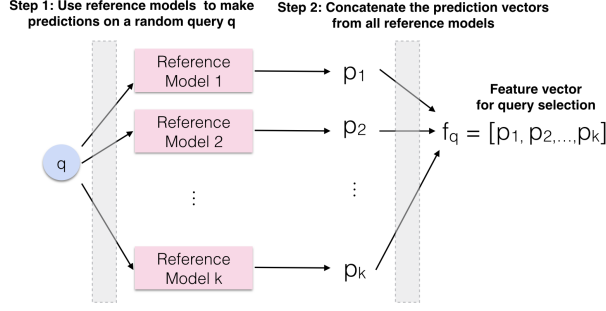 Step 1: Use reference models to make
predictions on a random query q
Step 2: Concatenate the prediction vectors
from all reference models
q
Reference
Model 1
p1
Reference
Model 2
p2
⋮
⋮
Reference
Model k
pk
Feature vector
for query selection
fq = [p1, p2,...,pk]